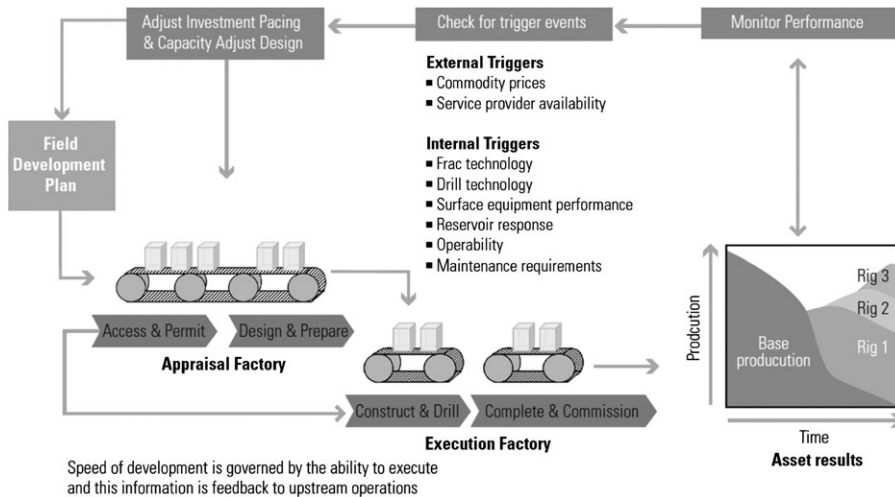 Adjust Investment Pacing
& Capacity Adjust Design
Check for trigger events
Monitor Performance
External Triggers
▪ Commodity prices
▪ Service provider availability
Field
Development
Plan
Internal Triggers
▪ Frac technology
▪ Drill technology
▪ Surface equipment performance
▪ Reservoir response
▪ Operability
▪ Maintenance requirements
Access & Permit
Design & Prepare
Appraisal Factory
Construct & Drill
Complete & Commission
Execution Factory
Prodcution
Base
producution
Rig 3
Rig 2
Rig 1
Time
Asset results
Speed of development is governed by the ability to execute
and this information is feedback to upstream operations